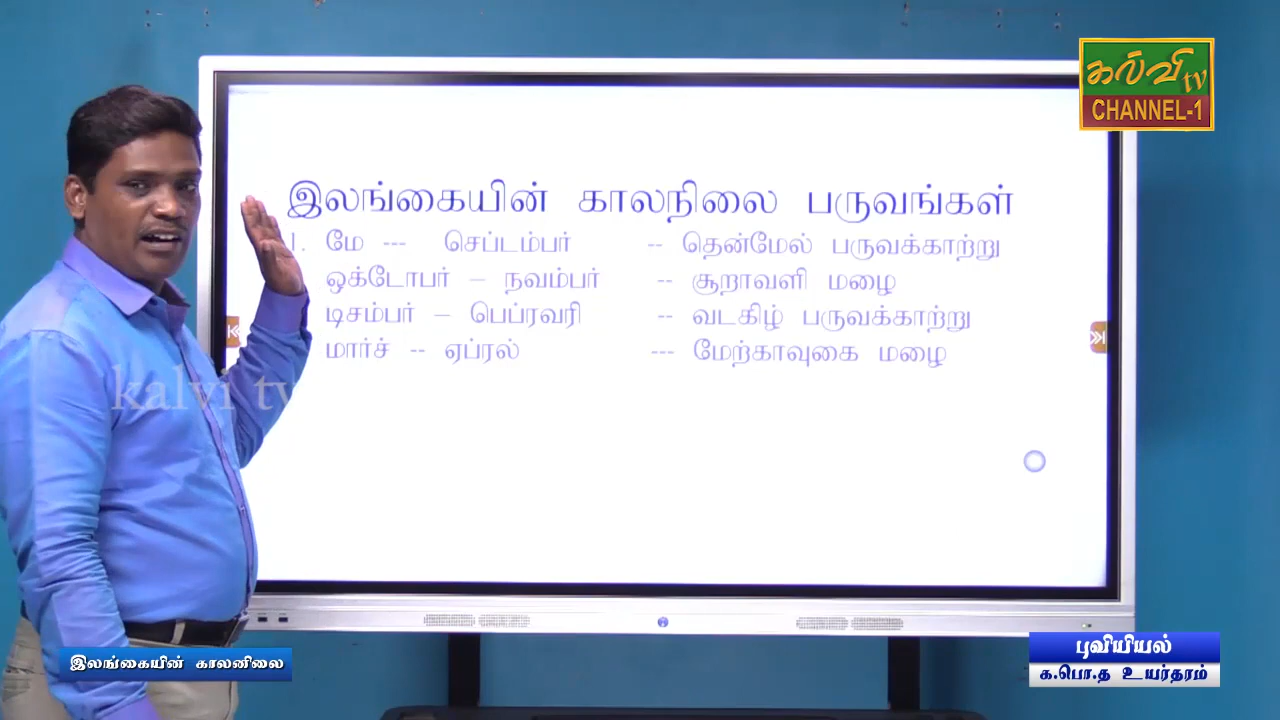 கல்வி tv
CHANNEL-1
இலங்கையின் காலநிலை பருவங்கள்
1. மே --- செப்டம்பர் -- தென்மேல் பருவக்காற்று
ஒக்டோபர் – நவம்பர் -- சூறாவளி மழை
டிசம்பர் – பெப்ரவரி -- வடகிழ் பருவக்காற்று
மார்ச் -- ஏப்ரல் --- மேற்காவுகை மழை
kalvi tv
இலங்கையின் காலனிலை
புவியியல்
க.பொ.த உயர்தரம்